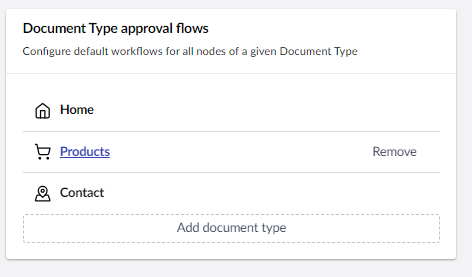 Document Type approval flows
Configure default workflows for all nodes of a given Document Type
Home
Products Remove
Contact
Add document type